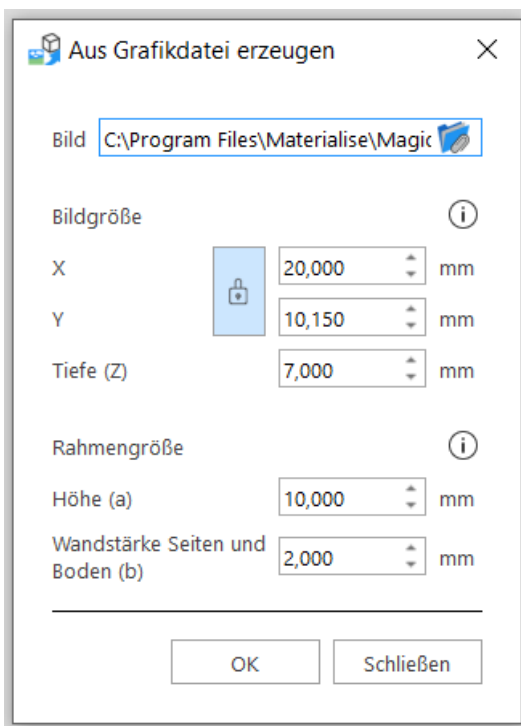 Aus Grafikdatei erzeugen
Bild C:\Program Files\Materialise\Magic
Bildgröße
X 20,000 mm
Y 10,150 mm
Tiefe (Z) 7,000 mm
Rahmengröße
Höhe (a) 10,000 mm
Wandstärke Seiten und
Boden (b) 2,000 mm
OK Schließen